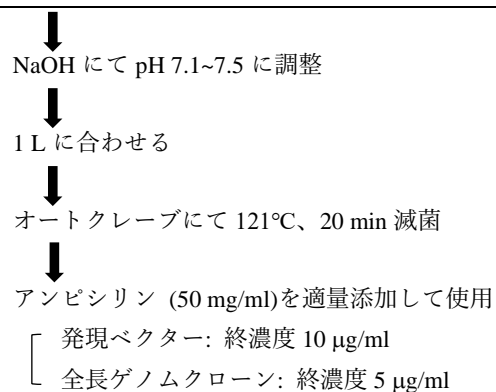 NaOH にて pH 7.1~7.5 に調整
1 L に合わせる
オートクレーブにて 121°C、20 min 滅菌
アンピシリン (50 mg/ml)を適量添加して使用
発現ベクター: 終濃度 10 μg/ml
全長ゲノムクローン: 終濃度 5 μg/ml